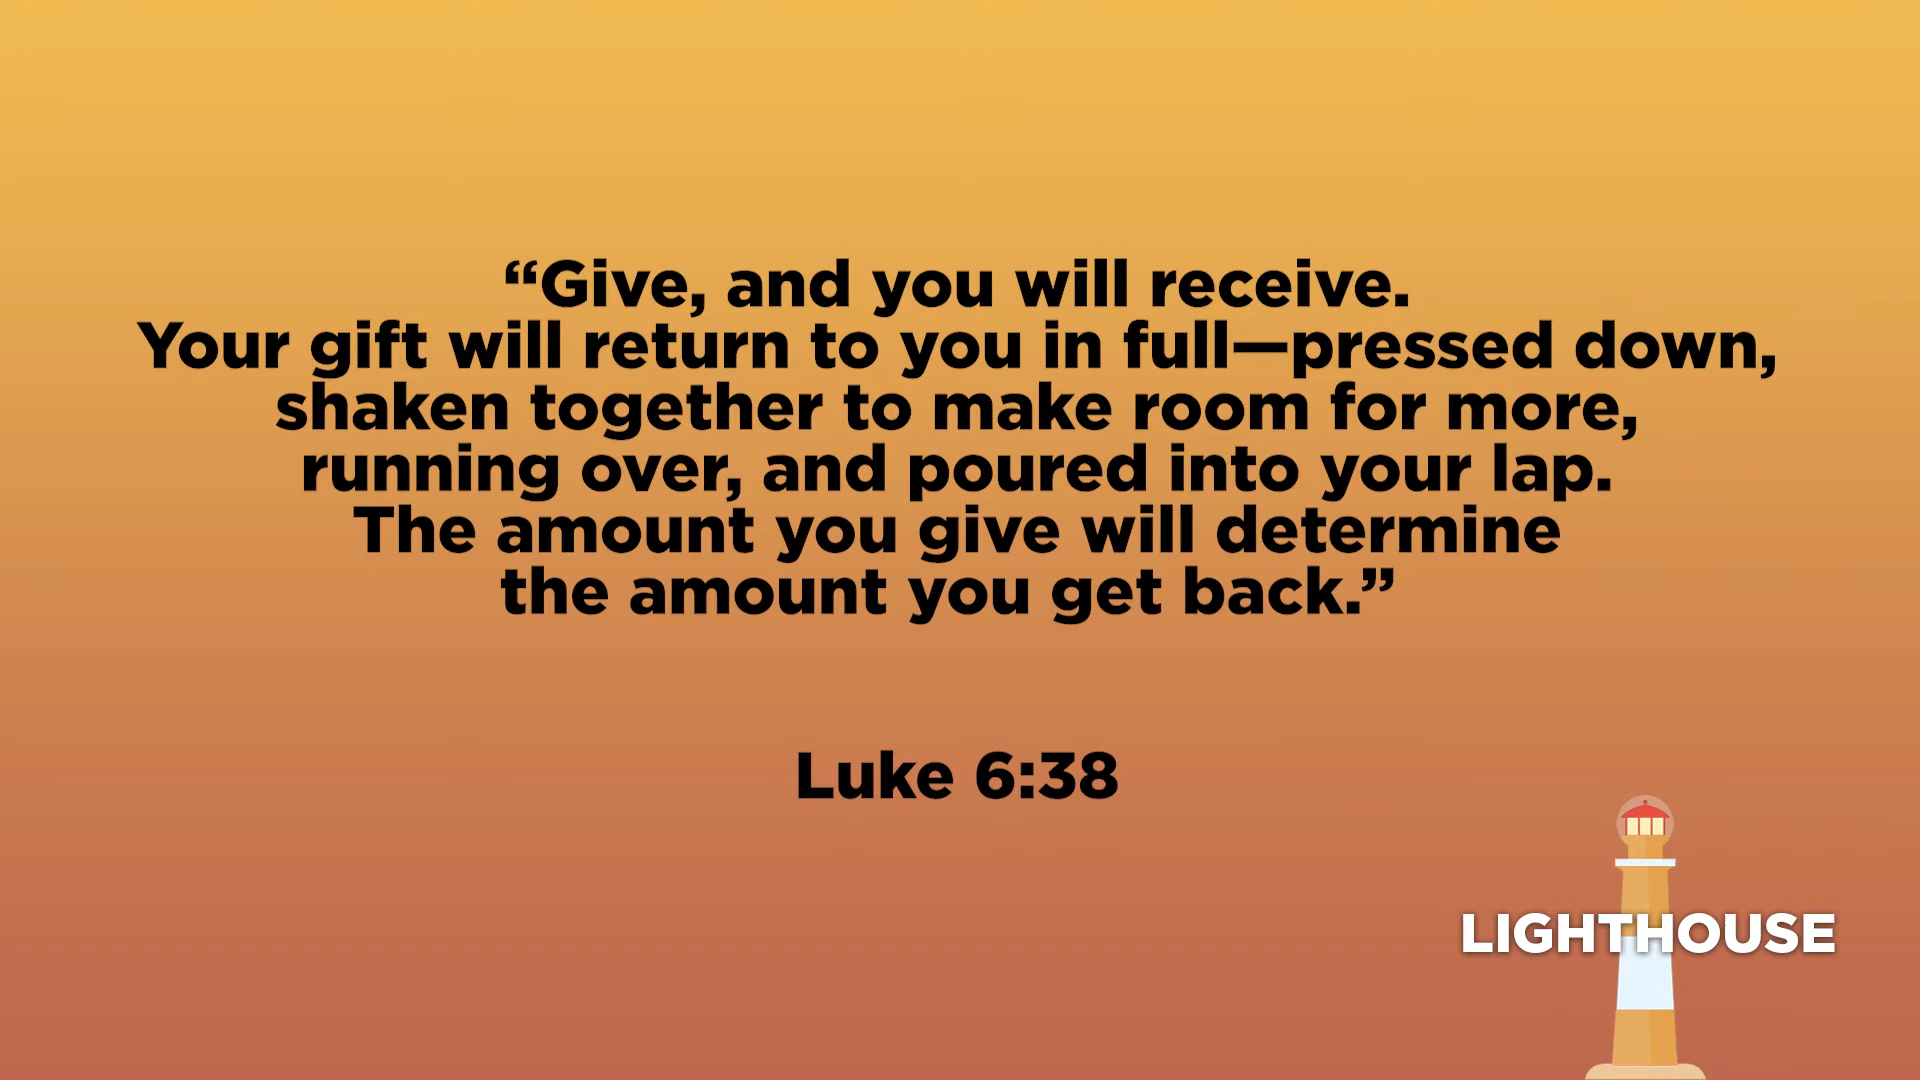 “Give, and you will receive.
Your gift will return to you in full—pressed down,
shaken together to make room for more,
running over, and poured into your lap.
The amount you give will determine
the amount you get back.”
Luke 6:38
LIGHTHOUSE